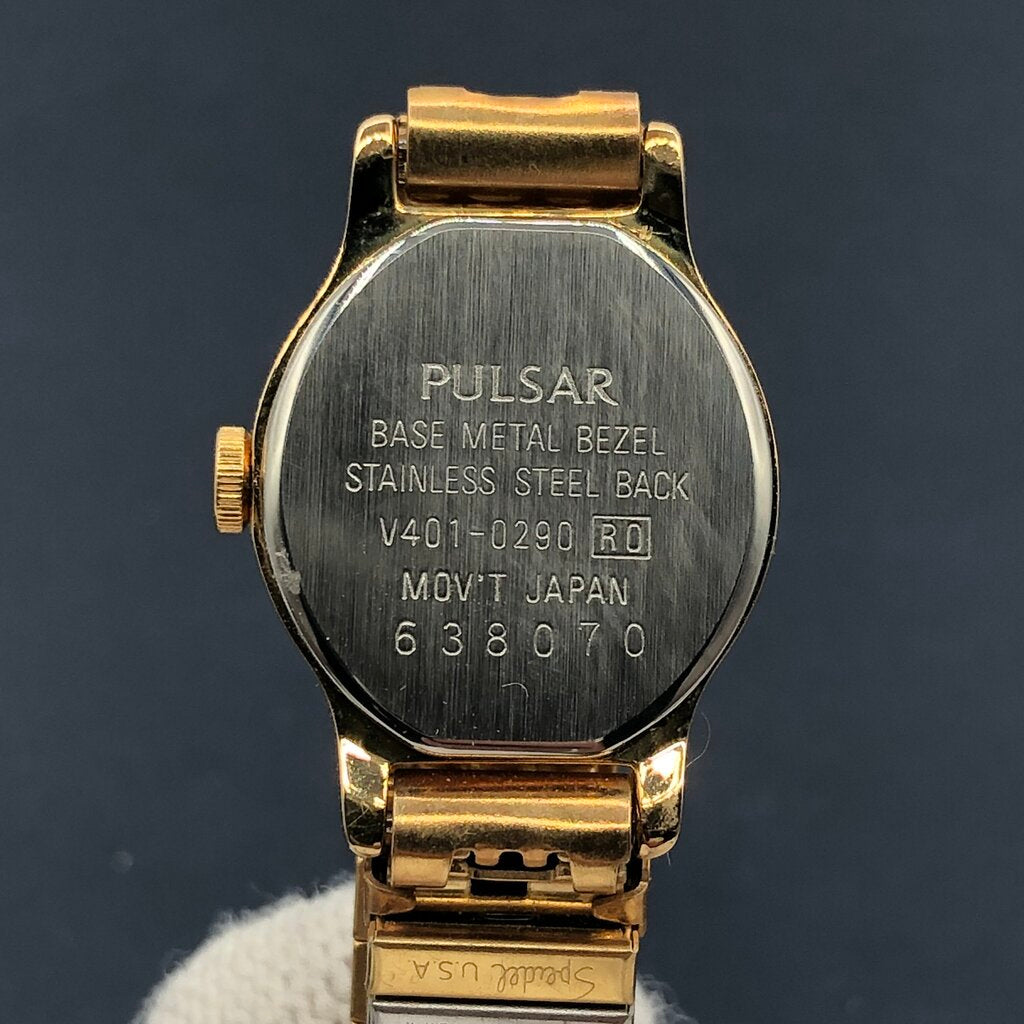 PULSAR
BASE METAL BEZEL
STAINLESS STEEL BACK
V401-0290 RO
MOV'T JAPAN
638070
Speidel U.S.A.